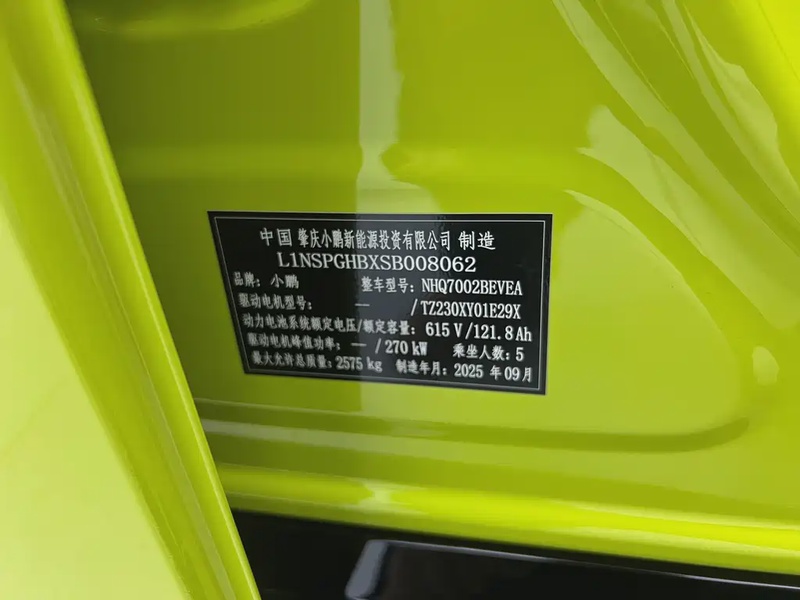 中国 肇庆小鹏新能源投资有限公司 制造
L1NSPGHBXSB008062
品牌: 小鹏 整车型号: NHQ7002BEVEA
驱动电机型号: — /TZ230XY01E29X
动力电池系统额定电压/额定容量: 615 V/121.8 Ah
驱动电机峰值功率: — /270 kW 乘坐人数: 5
最大允许总质量: 2575 kg 制造年月: 2025 年 09 月